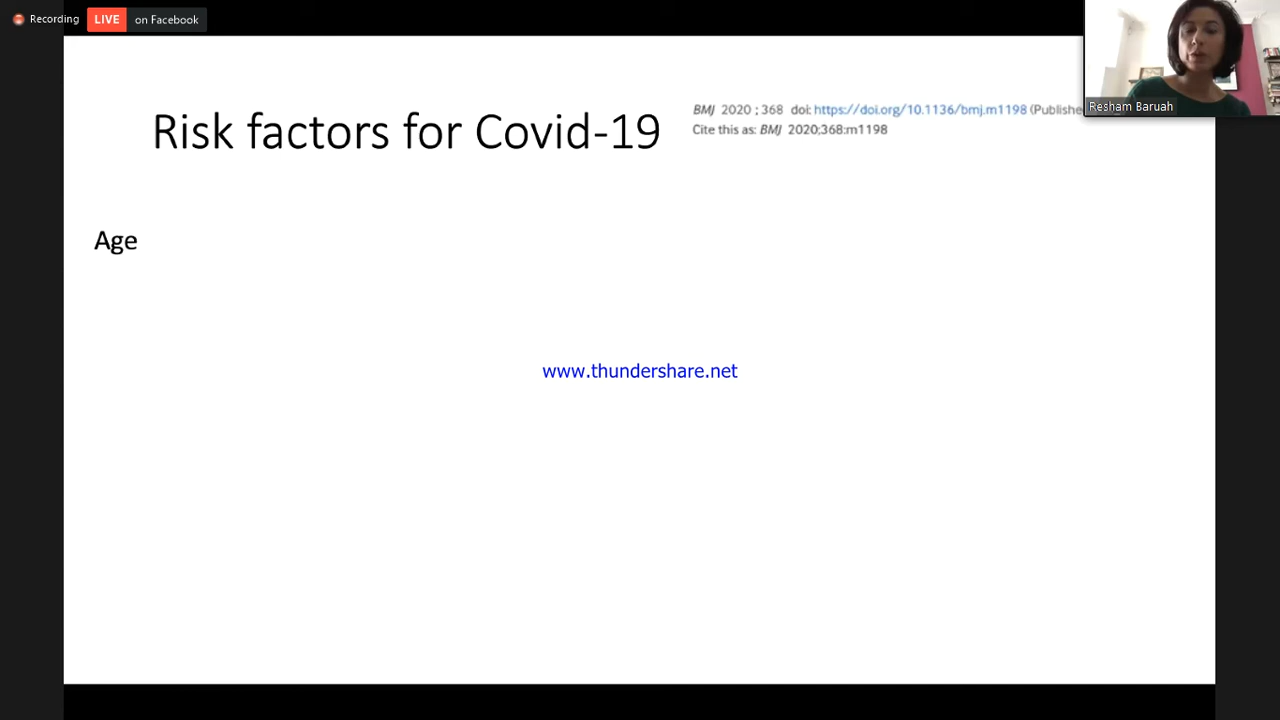 Recording
LIVE on Facebook
Resham Baruah
Risk factors for Covid-19
BMJ 2020 ; 368 doi: https://doi.org/10.1136/bmj.m1198 (Publishe
Cite this as: BMJ 2020;368:m1198
Age
www.thundershare.net